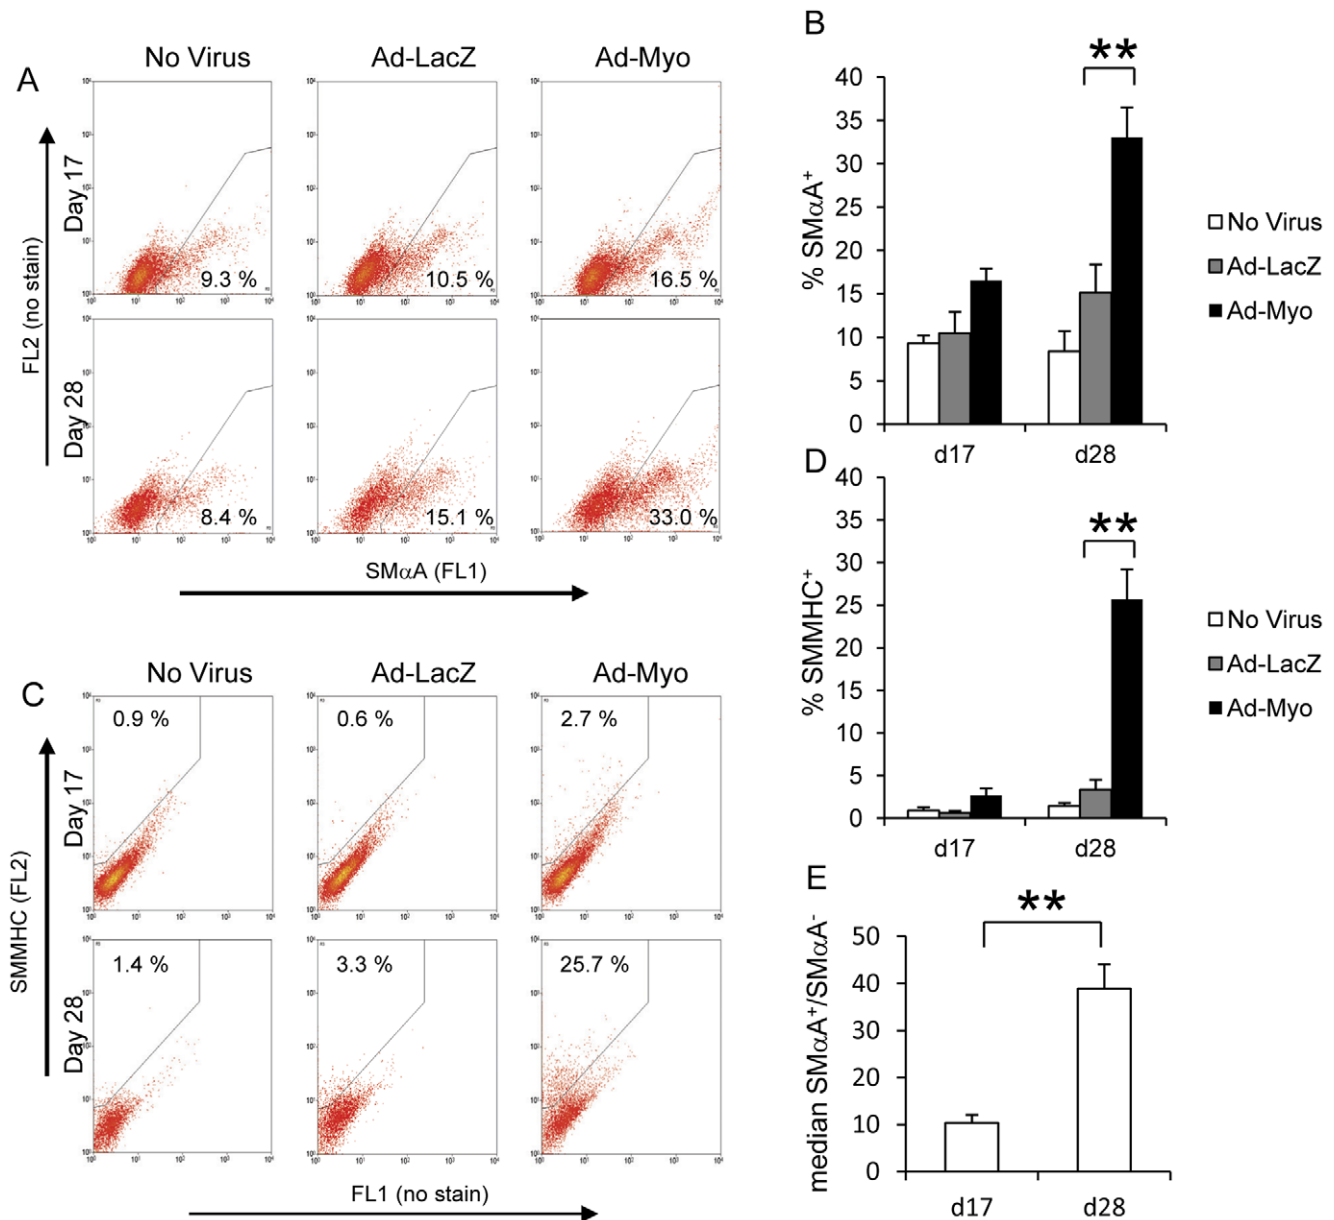 A
No Virus Ad-LacZ Ad-Myo
FL2 (no stain)
Day 17
9.3 % 10.5 % 16.5 %
Day 28
8.4 % 15.1 % 33.0 %
SMαA (FL1)
B
**
% SMαA⁺
40
35
30
25
20
15
10
5
0
d17 d28
No Virus
Ad-LacZ
Ad-Myo
C
No Virus Ad-LacZ Ad-Myo
SMMHC (FL2)
Day 17
0.9 % 0.6 % 2.7 %
Day 28
1.4 % 3.3 % 25.7 %
FL1 (no stain)
D
**
% SMMHC⁺
40
35
30
25
20
15
10
5
0
d17 d28
No Virus
Ad-LacZ
Ad-Myo
E
**
median SMαA⁺/SMαA⁻
50
40
30
20
10
0
d17 d28